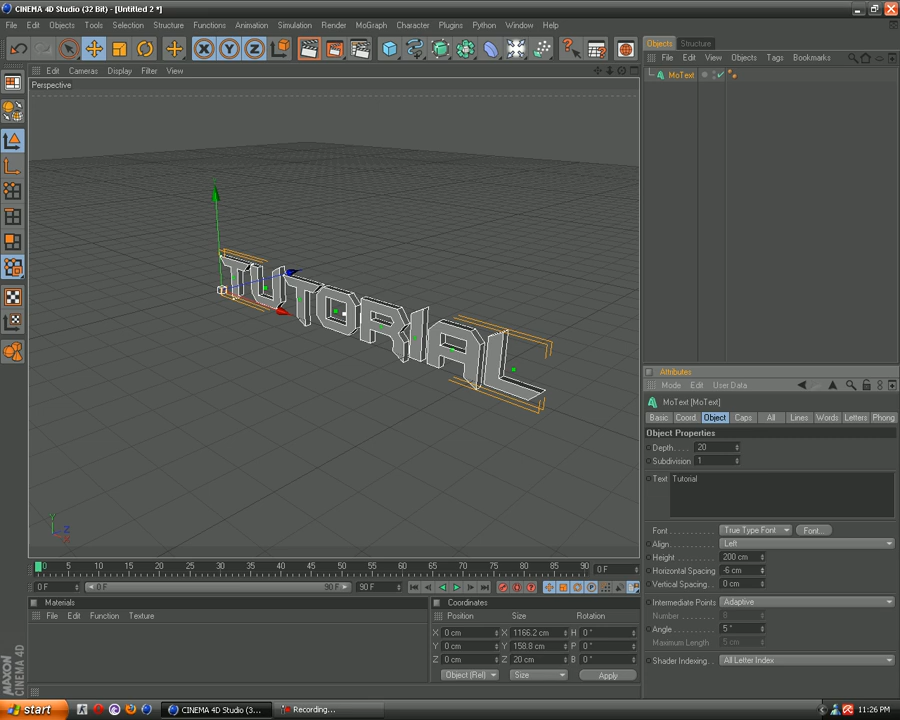 CINEMA 4D Studio (32 Bit) - [Untitled 2 *]
File Edit Objects Tools Selection Structure Functions Animation Simulation Render MoGraph Character Plugins Python Window Help
Objects Structure
File Edit View Objects Tags Bookmarks
MoText
Edit Cameras Display Filter View
Perspective
X Y Z
TUTORIAL
Y Z X
Attributes
Mode Edit User Data
MoText [MoText]
Basic Coord. Object Caps All Lines Words Letters Phong
Object Properties
Depth. . . . 20
Subdivision 1
Text Tutorial
Font . . . . . . . . . . . True Type Font Font...
Align. . . . . . . . . . . Left
Height . . . . . . . . . 200 cm
Horizontal Spacing -6 cm
Vertical Spacing. . 0 cm
Intermediate Points Adaptive
Number . . . . . . . . 8
Angle . . . . . . . . . . 5 °
Maximum Length 5 cm
Shader Indexing. . All Letter Index
0 5 10 15 20 25 30 35 40 45 50 55 60 65 70 75 80 85 90 0 F
0 F 0 F 90 F 90 F
Materials
File Edit Function Texture
Coordinates
Position Size Rotation
X 0 cm X 1166.2 cm H 0 °
Y 0 cm Y 158.8 cm P 0 °
Z 0 cm Z 20 cm B 0 °
Object (Rel) Size Apply
MAXON
CINEMA 4D
start CINEMA 4D Studio (3... Recording... 11:26 PM